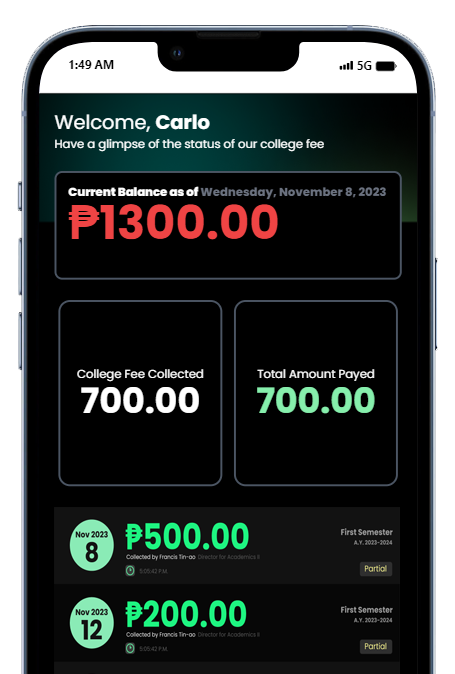 1:49 AM 5G
Welcome, Carlo
Have a glimpse of the status of our college fee
Current Balance as of Wednesday, November 8, 2023
₱1300.00
College Fee Collected
700.00
Total Amount Payed
700.00
Nov 2023
8
₱500.00
Collected by Francis Tin-ao Director for Academics II
5:05:42 P.M.
First Semester
A.Y. 2023-2024
Partial
Nov 2023
12
₱200.00
Collected by Francis Tin-ao Director for Academics II
First Semester
A.Y. 2023-2024
Partial